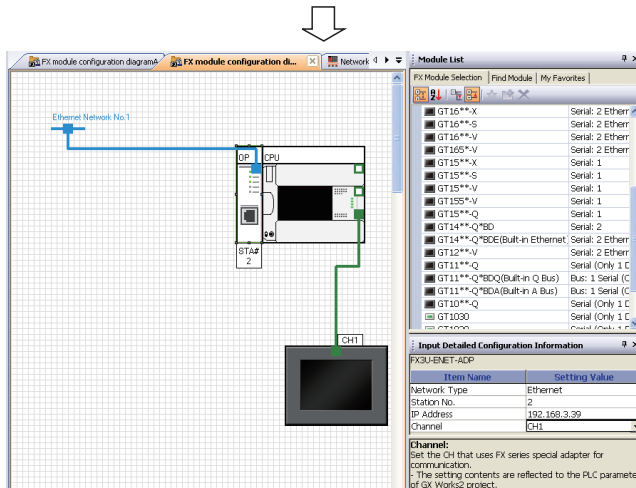 FX module configuration diagramA
FX module configuration di...
Network
Ethernet Network No.1
OP
CPU
STA#
2
CH1
Module List
FX Module Selection
Find Module
My Favorites
GT16**-X Serial: 2 Ethern
GT16**-S Serial: 2 Ethern
GT16**-V Serial: 2 Ethern
GT165*-V Serial: 2 Ethern
GT15**-X Serial: 1
GT15**-S Serial: 1
GT15**-V Serial: 1
GT155*-V Serial: 1
GT15**-Q Serial: 1
GT14**-Q*BD Serial: 2
GT14**-Q*BDE(Built-in Ethernet Serial: 2 Ethern
GT12**-V Serial: 2 Ethern
GT11**-Q Serial (Only 1 D
GT11**-Q*BDQ(Built-in Q Bus) Bus: 1 Serial (C
GT11**-Q*BDA(Built-in A Bus) Bus: 1 Serial (C
GT10**-Q Serial (Only 1 D
GT1030 Serial (Only 1 D
Input Detailed Configuration Information
FX3U-ENET-ADP
Item Name Setting Value
Network Type Ethernet
Station No. 2
IP Address 192.168.3.39
Channel CH1
Channel:
Set the CH that uses FX series special adapter for
communication.
- The setting contents are reflected to the PLC paramete
of GX Works2 project.